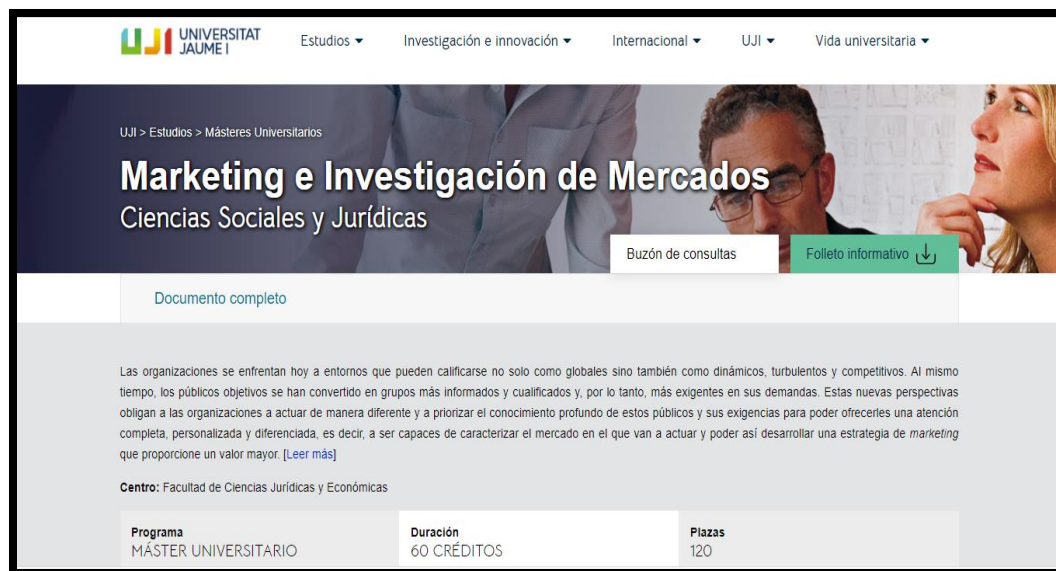 UJI UNIVERSITAT
JAUME I
Estudios Investigación e innovación Internacional UJI Vida universitaria
UJI > Estudios > Másteres Universitarios
Marketing e Investigación de Mercados
Ciencias Sociales y Jurídicas
Buzón de consultas Folleto informativo
Documento completo
Las organizaciones se enfrentan hoy a entornos que pueden calificarse no solo como globales sino también como dinámicos, turbulentos y competitivos. Al mismo
tiempo, los públicos objetivos se han convertido en grupos más informados y cualificados y, por lo tanto, más exigentes en sus demandas. Estas nuevas perspectivas
obligan a las organizaciones a actuar de manera diferente y a priorizar el conocimiento profundo de estos públicos y sus exigencias para poder ofrecerles una atención
completa, personalizada y diferenciada, es decir, a ser capaces de caracterizar el mercado en el que van a actuar y poder así desarrollar una estrategia de marketing
que proporcione un valor mayor. [Leer más]
Centro: Facultad de Ciencias Jurídicas y Económicas
Programa Duración Plazas
MÁSTER UNIVERSITARIO 60 CRÉDITOS 120